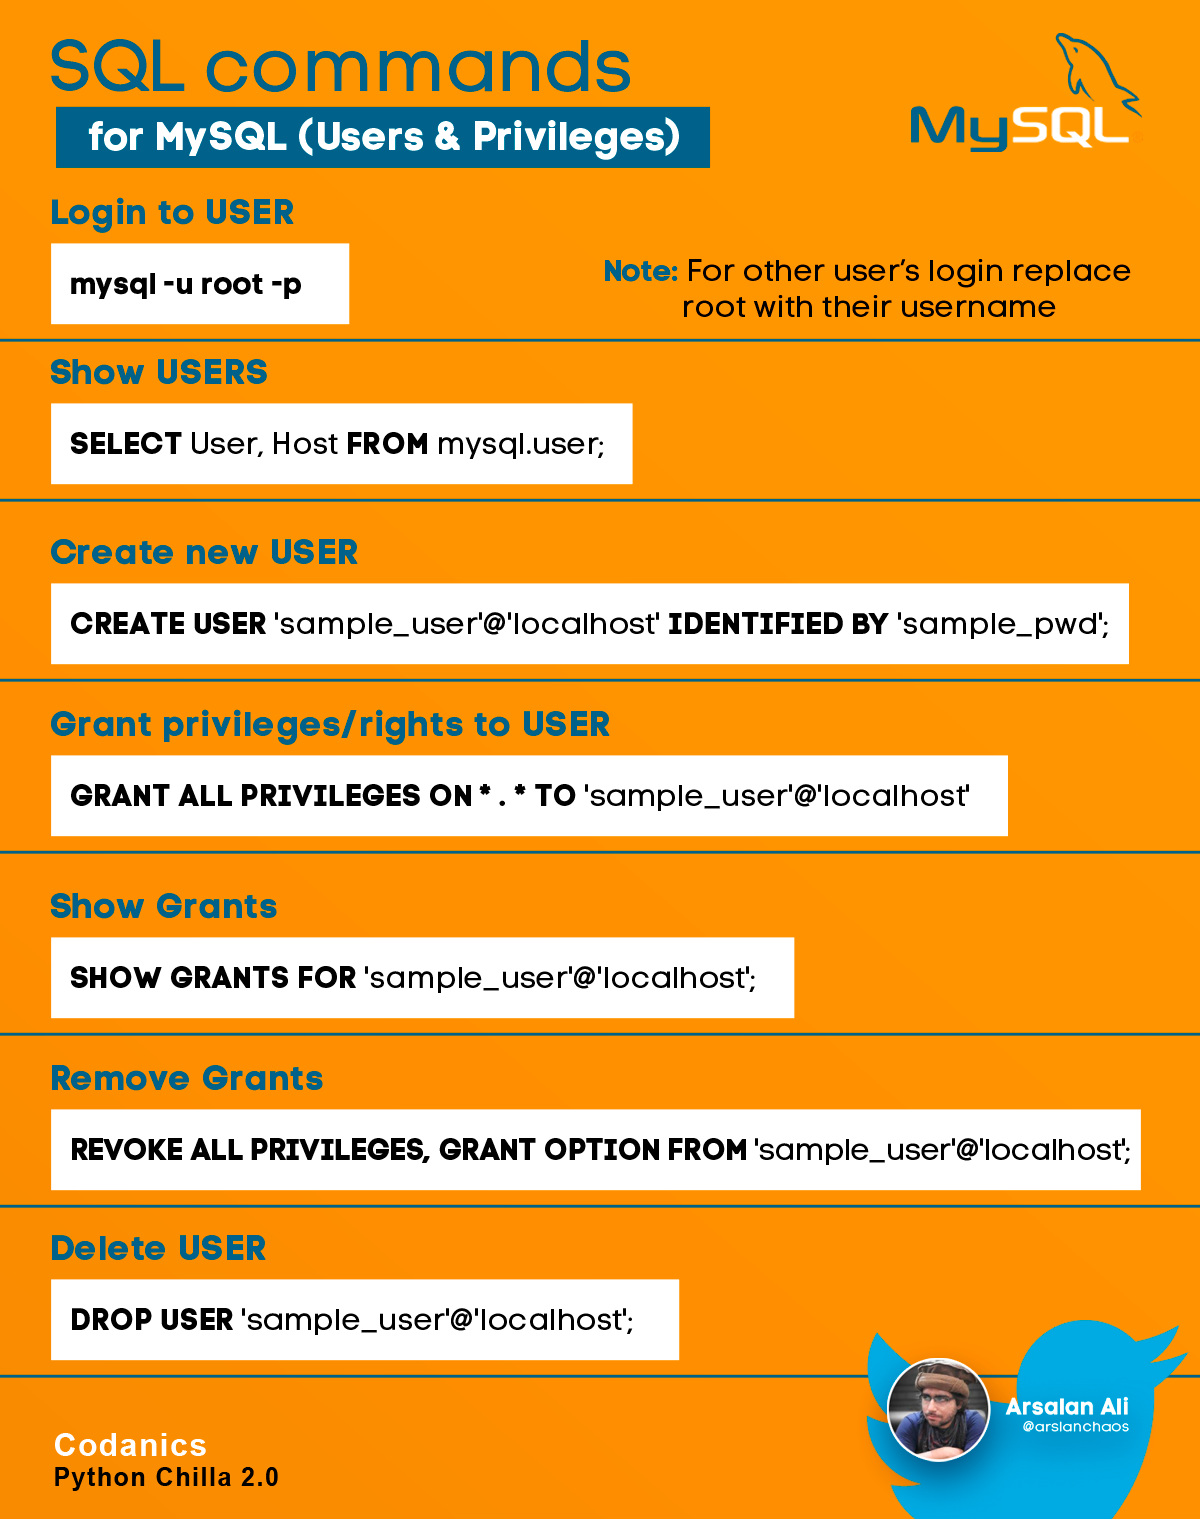 SQL commands
for MySQL (Users & Privileges)
MySQL
Login to USER
mysql -u root -p
Note: For other user's login replace
root with their username
Show USERS
SELECT User, Host FROM mysql.user;
Create new USER
CREATE USER 'sample_user'@'localhost' IDENTIFIED BY 'sample_pwd';
Grant privileges/rights to USER
GRANT ALL PRIVILEGES ON * . * TO 'sample_user'@'localhost'
Show Grants
SHOW GRANTS FOR 'sample_user'@'localhost';
Remove Grants
REVOKE ALL PRIVILEGES, GRANT OPTION FROM 'sample_user'@'localhost';
Delete USER
DROP USER 'sample_user'@'localhost';
Arsalan Ali
@arslanchaos
Codanics
Python Chilla 2.0